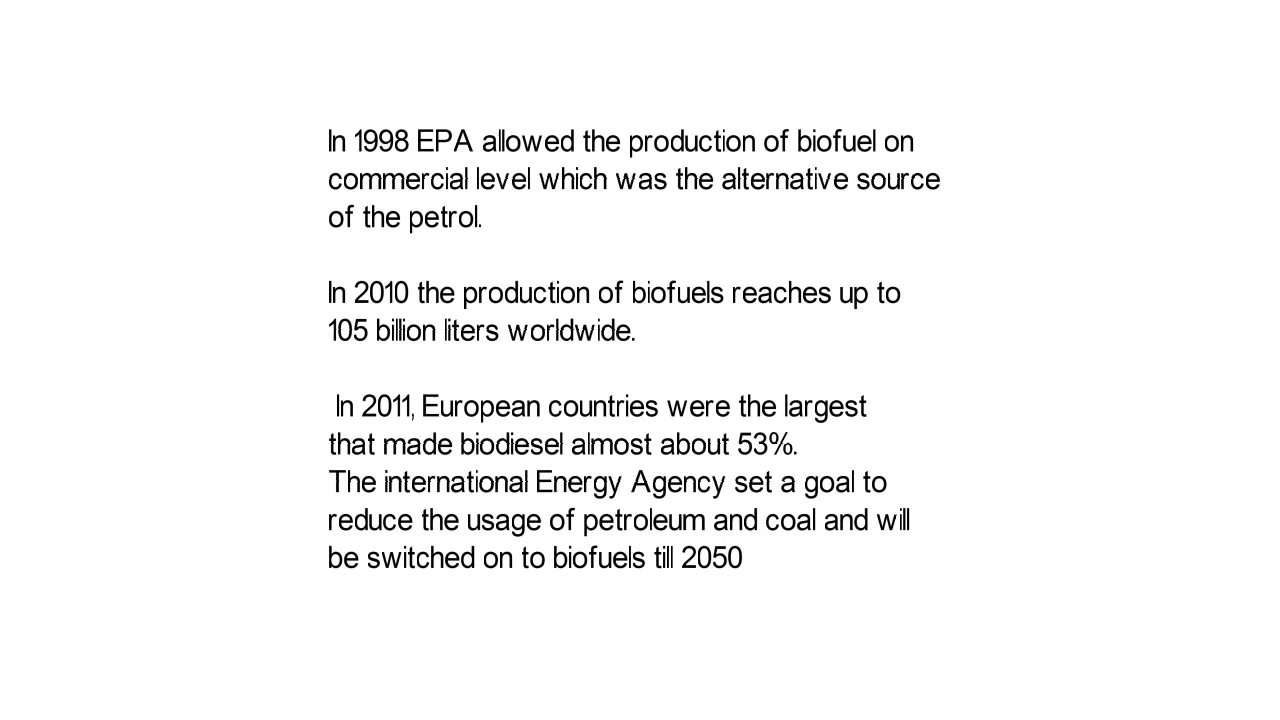 In 1998 EPA allowed the production of biofuel on
commercial level which was the alternative source
of the petrol.
In 2010 the production of biofuels reaches up to
105 billion liters worldwide.
In 2011, European countries were the largest
that made biodiesel almost about 53%.
The international Energy Agency set a goal to
reduce the usage of petroleum and coal and will
be switched on to biofuels till 2050